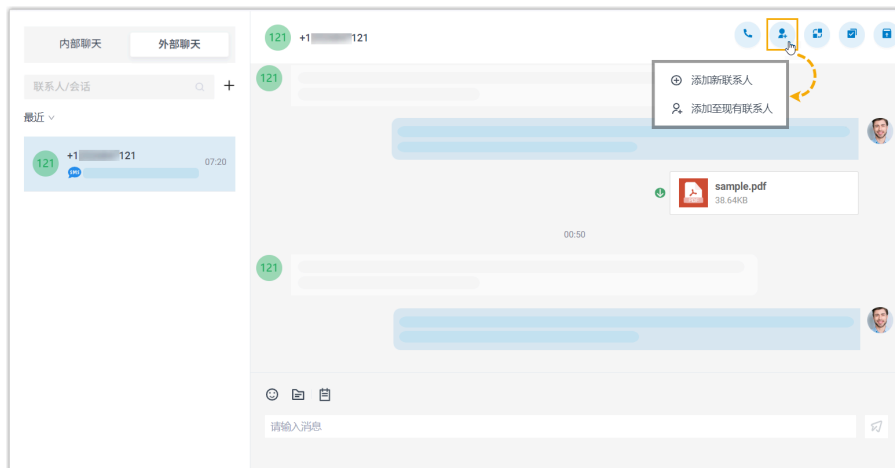 内部聊天
外部聊天
联系人/会话
最近
121
+1 121
07:20
SMS
121
+1 121
添加新联系人
添加至现有联系人
121
sample.pdf
38.64KB
PDF
00:50
121
请输入消息